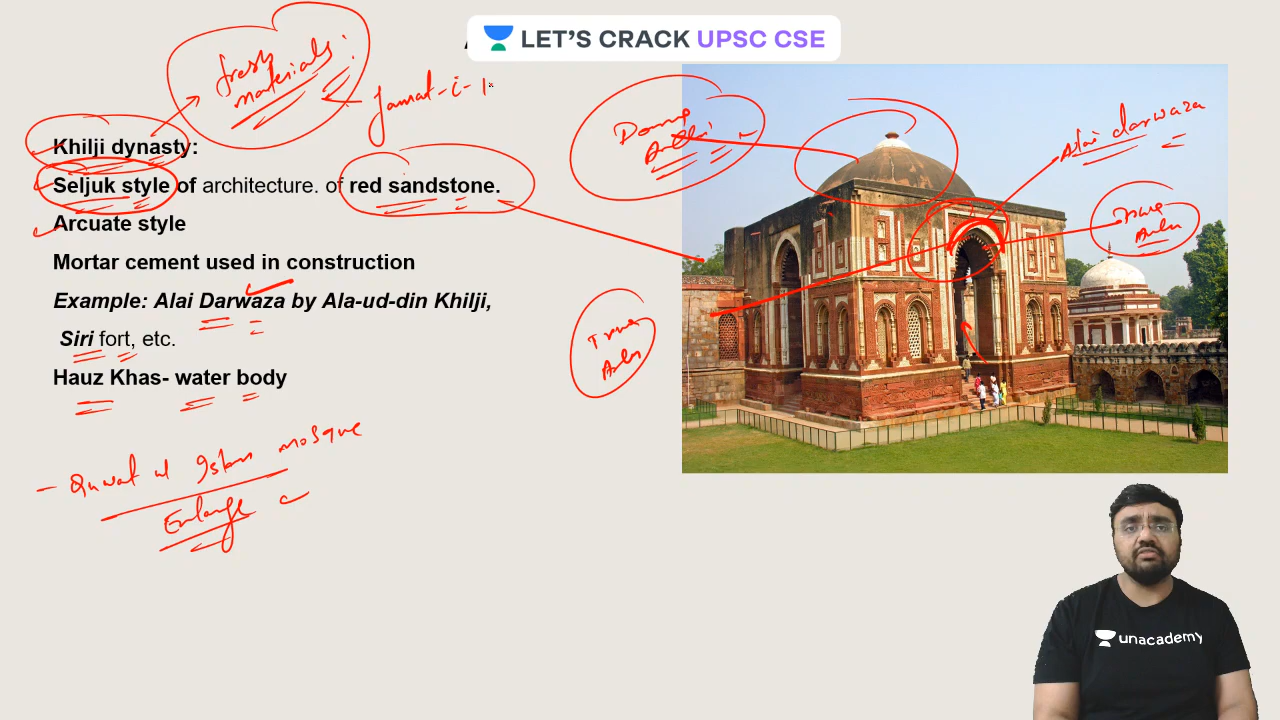 LET'S CRACK UPSC CSE
fresh
materials
Jamat-i-
Khilji dynasty:
Seljuk style of architecture. of red sandstone.
Arcuate style
Mortar cement used in construction
Example: Alai Darwaza by Ala-ud-din Khilji,
Siri fort, etc.
Hauz Khas- water body
- Quwat ul Islam mosque
Enlarge
Dome
Alai darwaza
True
Arch
True
Arch
unacademy